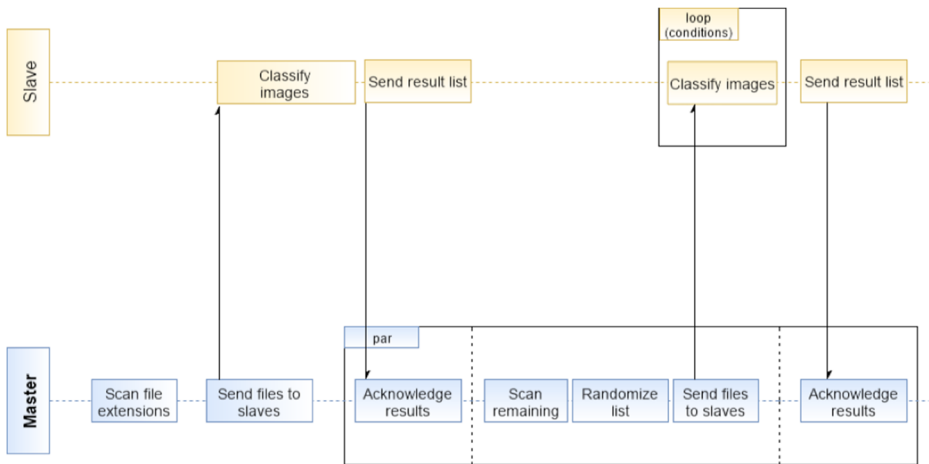 loop
(conditions)
Slave
Classify
images
Send result list
Classify images
Send result list
par
Master
Scan file
extensions
Send files to
slaves
Acknowledge
results
Scan
remaining
Randomize
list
Send files
to slaves
Acknowledge
results